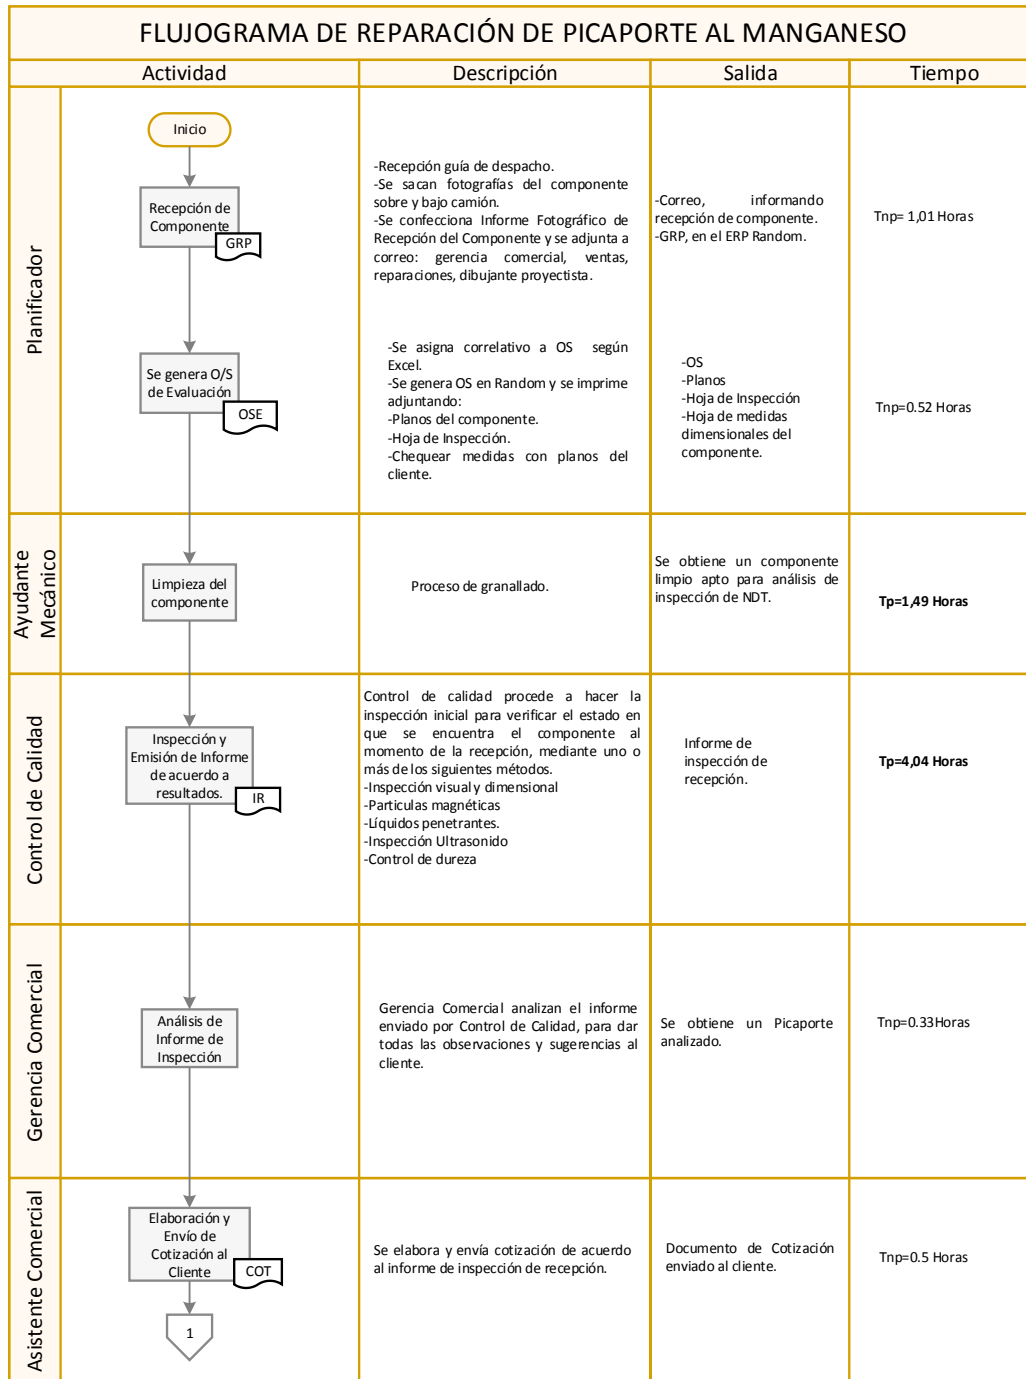 FLUJOGRAMA DE REPARACIÓN DE PICAPORTE AL MANGANESO
Actividad
Descripción
Salida
Tiempo
Planificador
Inicio
Recepción de
Componente
GRP
-Recepción guía de despacho.
-Se sacan fotografías del componente
sobre y bajo camión.
-Se confecciona Informe Fotográfico de
Recepción del Componente y se adjunta a
correo: gerencia comercial, ventas,
reparaciones, dibujante proyectista.
-Correo, informando
recepción de componente.
-GRP, en el ERP Random.
Tnp= 1,01 Horas
Se genera O/S
de Evaluación
OSE
-Se asigna correlativo a OS según
Excel.
-Se genera OS en Random y se imprime
adjuntando:
-Planos del componente.
-Hoja de Inspección.
-Chequear medidas con planos del
cliente.
-OS
-Planos
-Hoja de Inspección
-Hoja de medidas
dimensionales del
componente.
Tnp=0.52 Horas
Ayudante
Mecánico
Limpieza del
componente
Proceso de granallado.
Se obtiene un componente
limpio apto para análisis de
inspección de NDT.
Tp=1,49 Horas
Control de Calidad
Inspección y
Emisión de Informe
de acuerdo a
resultados.
IR
Control de calidad procede a hacer la
inspección inicial para verificar el estado en
que se encuentra el componente al
momento de la recepción, mediante uno o
más de los siguientes métodos.
-Inspección visual y dimensional
-Particulas magnéticas
-Líquidos penetrantes.
-Inspección Ultrasonido
-Control de dureza
Informe de
inspección de
recepción.
Tp=4,04 Horas
Gerencia Comercial
Análisis de
Informe de
Inspección
Gerencia Comercial analizan el informe
enviado por Control de Calidad, para dar
todas las observaciones y sugerencias al
cliente.
Se obtiene un Picaporte
analizado.
Tnp=0.33Horas
Asistente Comercial
Elaboración y
Envío de
Cotización al
Cliente
COT
Se elabora y envía cotización de acuerdo
al informe de inspección de recepción.
Documento de Cotización
enviado al cliente.
Tnp=0.5 Horas
1